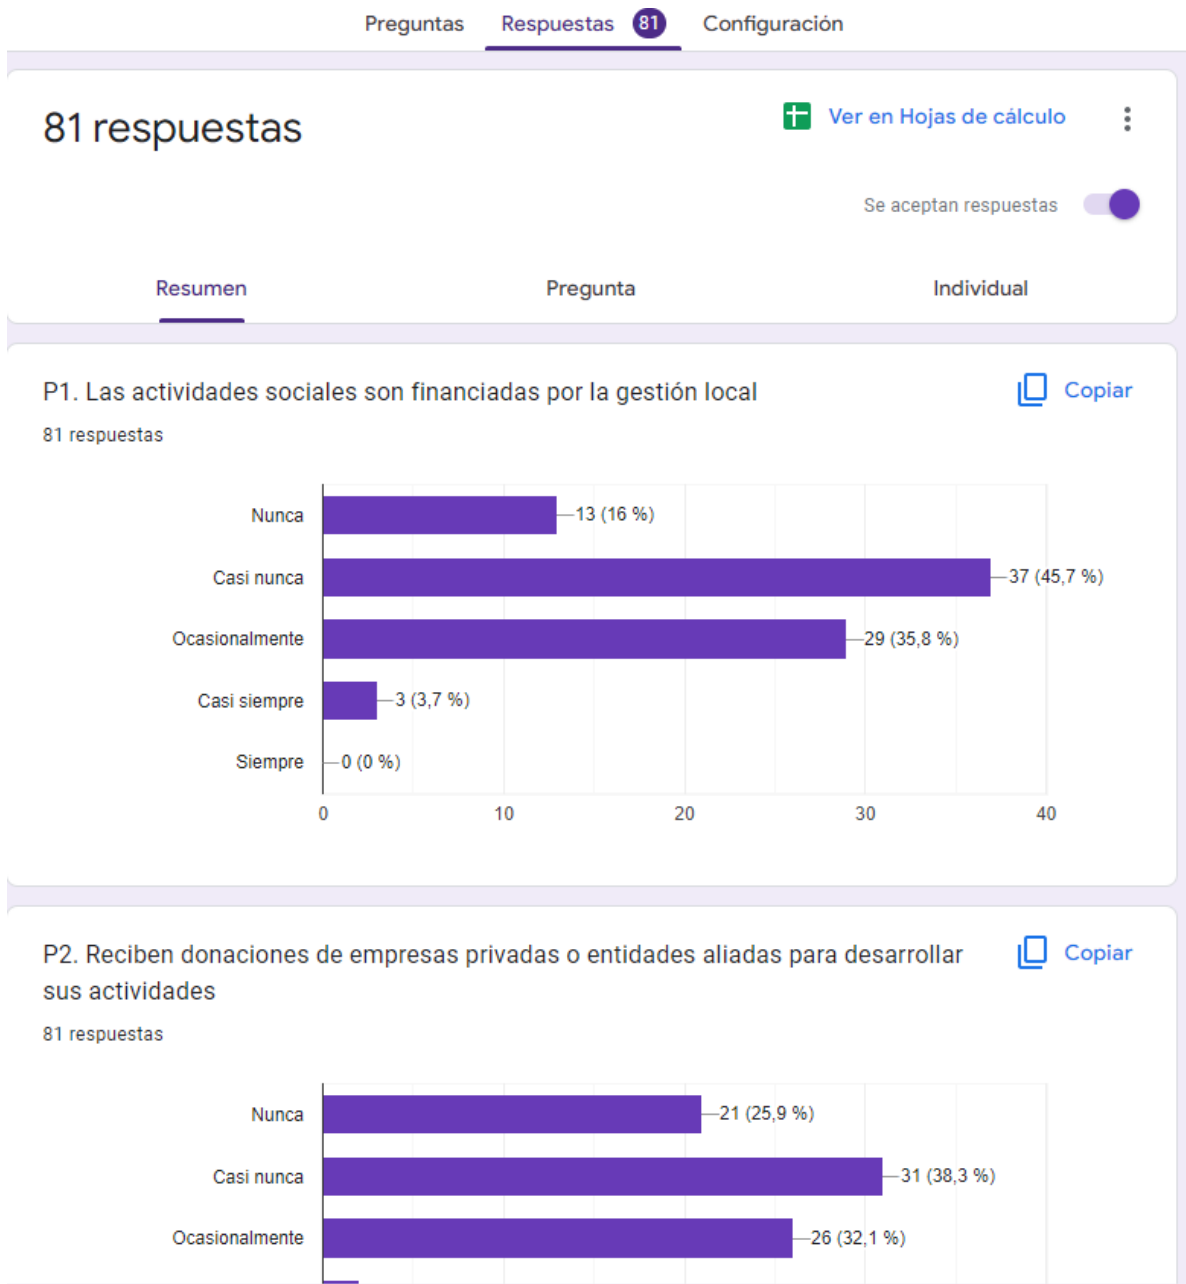 Preguntas Respuestas 81 Configuración
81 respuestas
Ver en Hojas de cálculo
Se aceptan respuestas
Resumen Pregunta Individual
P1. Las actividades sociales son financiadas por la gestión local
Copiar
81 respuestas
Nunca 13 (16 %)
Casi nunca 37 (45,7 %)
Ocasionalmente 29 (35,8 %)
Casi siempre 3 (3,7 %)
Siempre 0 (0 %)
0 10 20 30 40
P2. Reciben donaciones de empresas privadas o entidades aliadas para desarrollar
sus actividades
Copiar
81 respuestas
Nunca 21 (25,9 %)
Casi nunca 31 (38,3 %)
Ocasionalmente 26 (32,1 %)